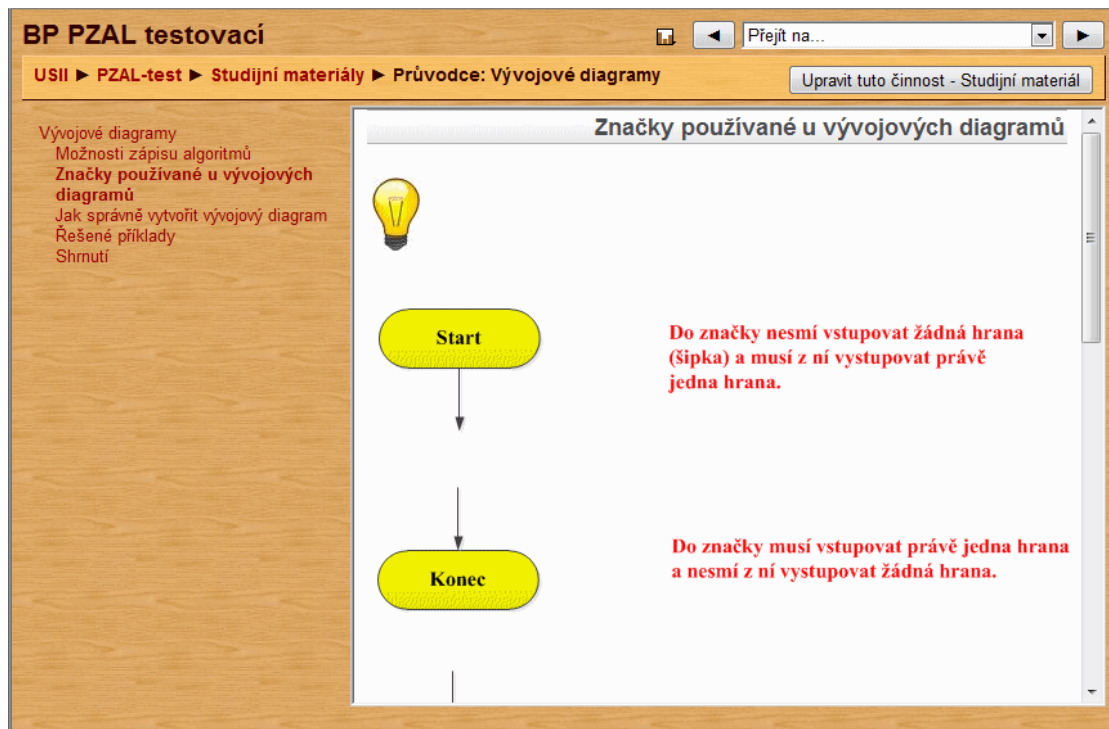 BP PZAL testovací
Přejít na...
USII ► PZAL-test ► Studijní materiály ► Průvodce: Vývojové diagramy
Upravit tuto činnost - Studijní materiál
Vývojové diagramy
Možnosti zápisu algoritmů
Značky používané u vývojových
diagramů
Jak správně vytvořit vývojový diagram
Řešené příklady
Shrnutí
Značky používané u vývojových diagramů
Start
Do značky nesmí vstupovat žádná hrana
(šipka) a musí z ní vystupovat právě
jedna hrana.
Konec
Do značky musí vstupovat právě jedna hrana
a nesmí z ní vystupovat žádná hrana.